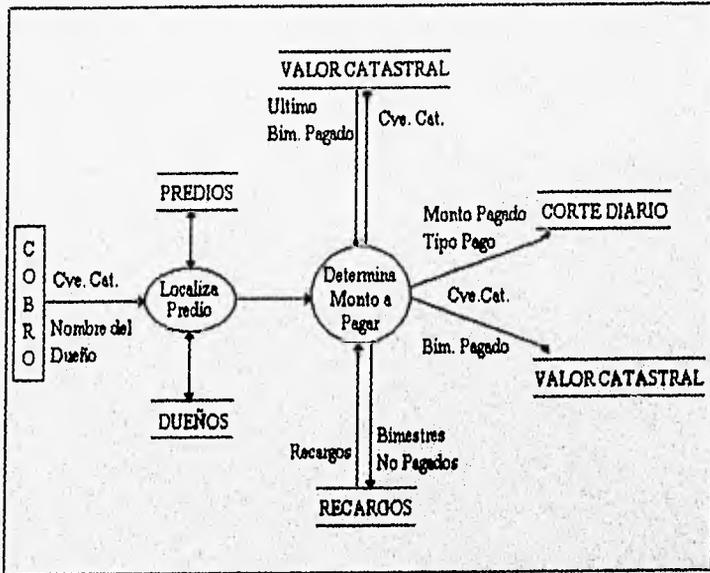 VALOR CATASTRAL
Ultimo
Bim. Pagado
Cve. Cat.
PREDIOS
Monto Pagado
Tipo Pago
CORTE DIARIO
COBRO
Cve. Cat.
Nombre del
Dueño
Localiza
Predio
Determina
Monto a
Pagar
Cve.Cat.
Bim. Pagado
VALOR CATASTRAL
DUEÑOS
Recargos
Bimestres
No Pagados
RECARGOS